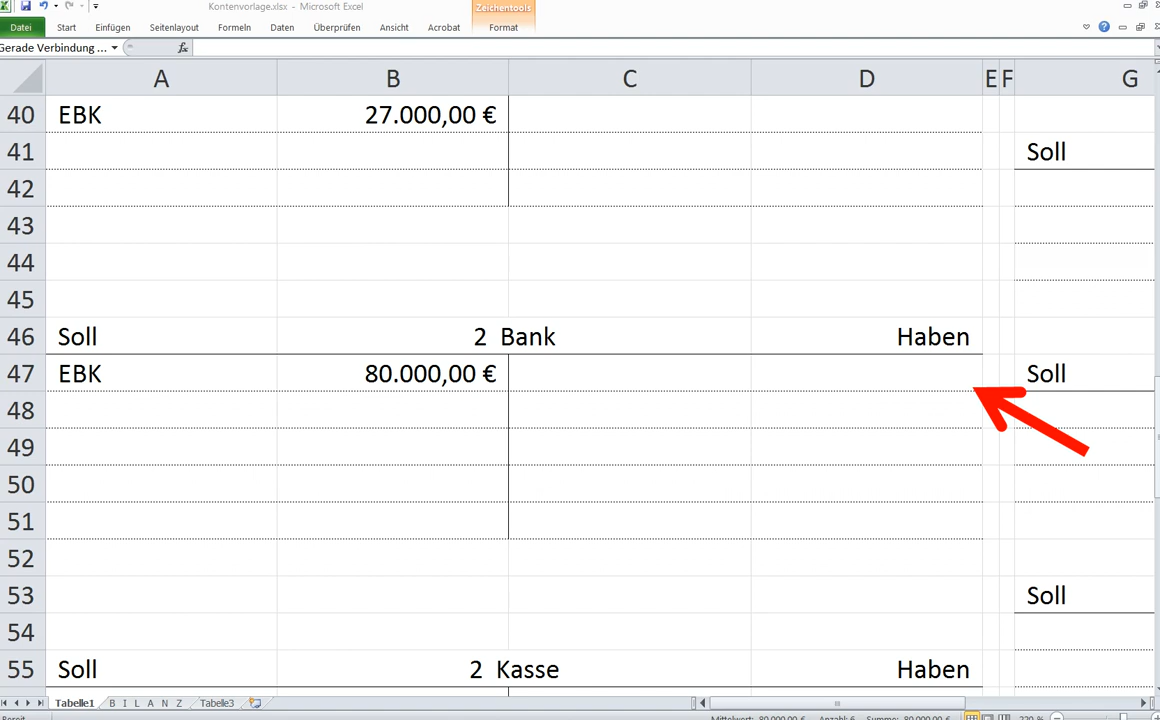 Kontenvorlage.xlsx - Microsoft Excel
Zeichentools
Datei Start Einfügen Seitenlayout Formeln Daten Überprüfen Ansicht Acrobat Format
Gerade Verbindung ... fx
A B C D E F G
40 EBK 27.000,00 €
41 Soll
42
43
44
45
46 Soll 2 Bank Haben
47 EBK 80.000,00 € Soll
48
49
50
51
52
53 Soll
54
55 Soll 2 Kasse Haben
Tabelle1 B I L A N Z Tabelle3
Bereit Mittelwert: 80.000,00 € Anzahl: 6 Summe: 80.000,00 € 220 %